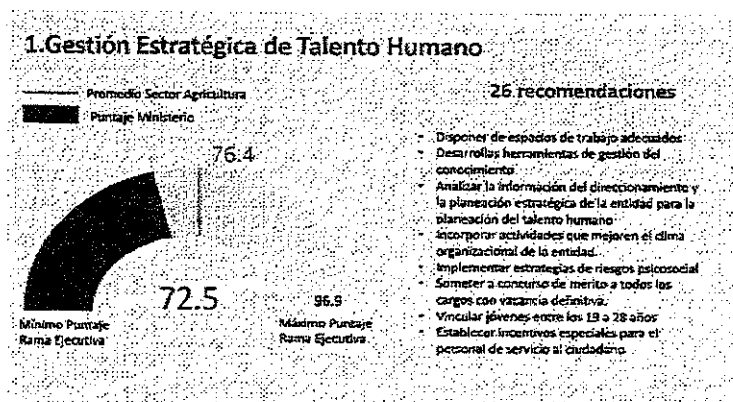 1.Gestión Estratégica de Talento Humano
Promedio Sector Agricultura
Puntaje Ministerio
76.4
72.5
Mínimo Puntaje
Rama Ejecutiva
96.9
Máximo Puntaje
Rama Ejecutiva
26 recomendaciones
- Disponer de espacios de trabajo adecuados
- Desarrollas herramientas de gestión del
conocimiento
- Analizar la información del direccionamiento y
la planeación estratégica de la entidad para la
planeación del talento humano
- Incorporar actividades que mejoren el clima
organizacional de la entidad.
- Implementar estrategias de riesgos psicosocial
- Someter a concurso de mérito a todos los
cargos con vacancia definitiva.
- Vincular jóvenes entre los 19 a 28 años
- Establecer incentivos especiales para el
personal de servicio al ciudadano